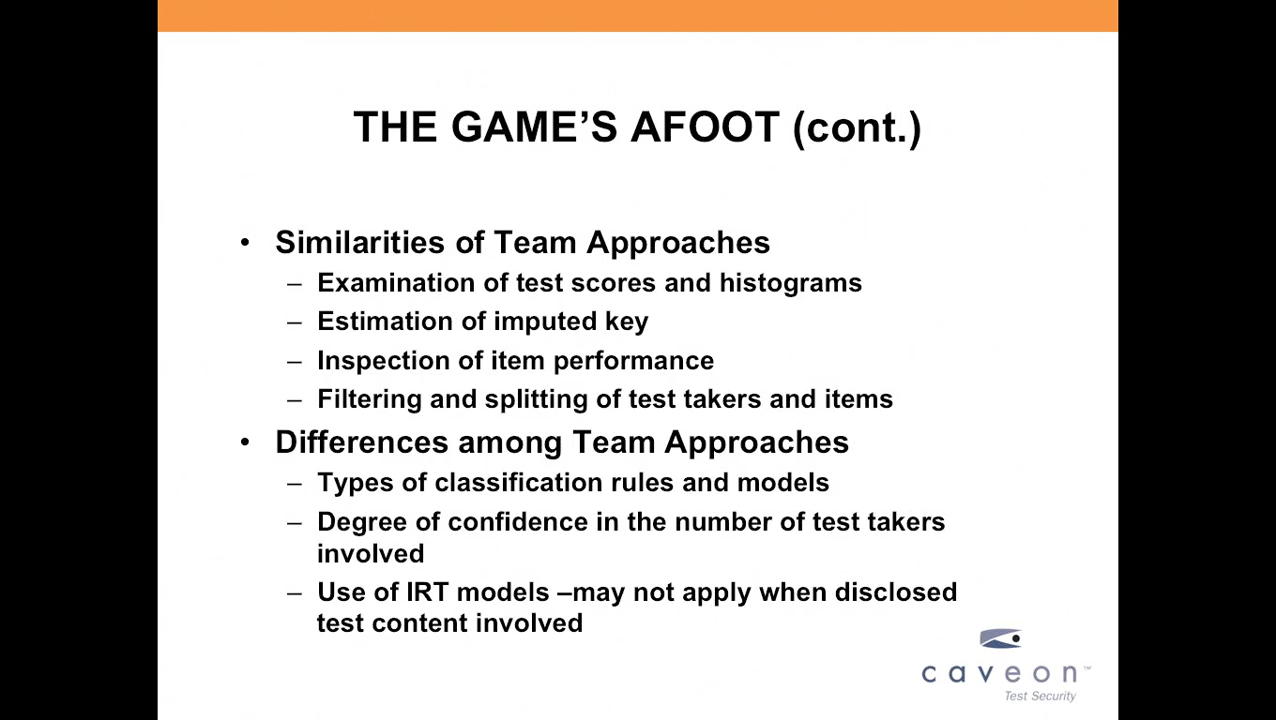 THE GAME’S AFOOT (cont.)
• Similarities of Team Approaches
– Examination of test scores and histograms
– Estimation of imputed key
– Inspection of item performance
– Filtering and splitting of test takers and items
• Differences among Team Approaches
– Types of classification rules and models
– Degree of confidence in the number of test takers
involved
– Use of IRT models –may not apply when disclosed
test content involved
caveon™
Test Security